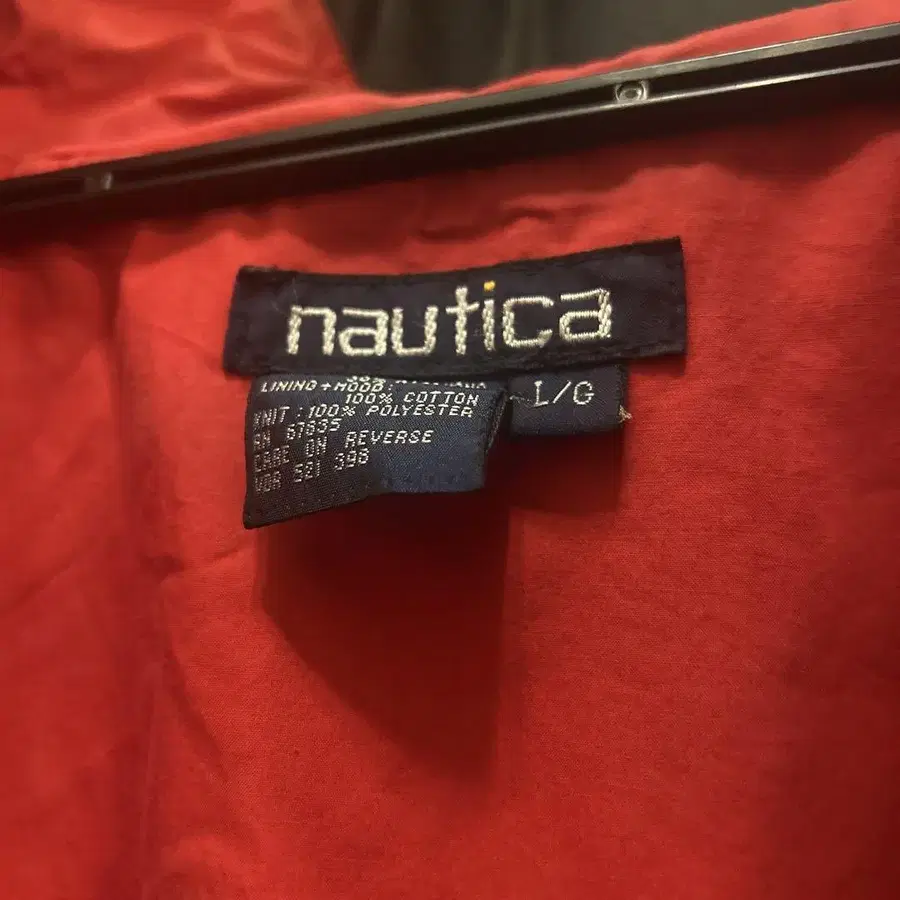 nautica
L/G
LINING + HOOD :
100% COTTON
KNIT : 100% POLYESTER
RN 67835
CARE ON REVERSE
VDR 521 398